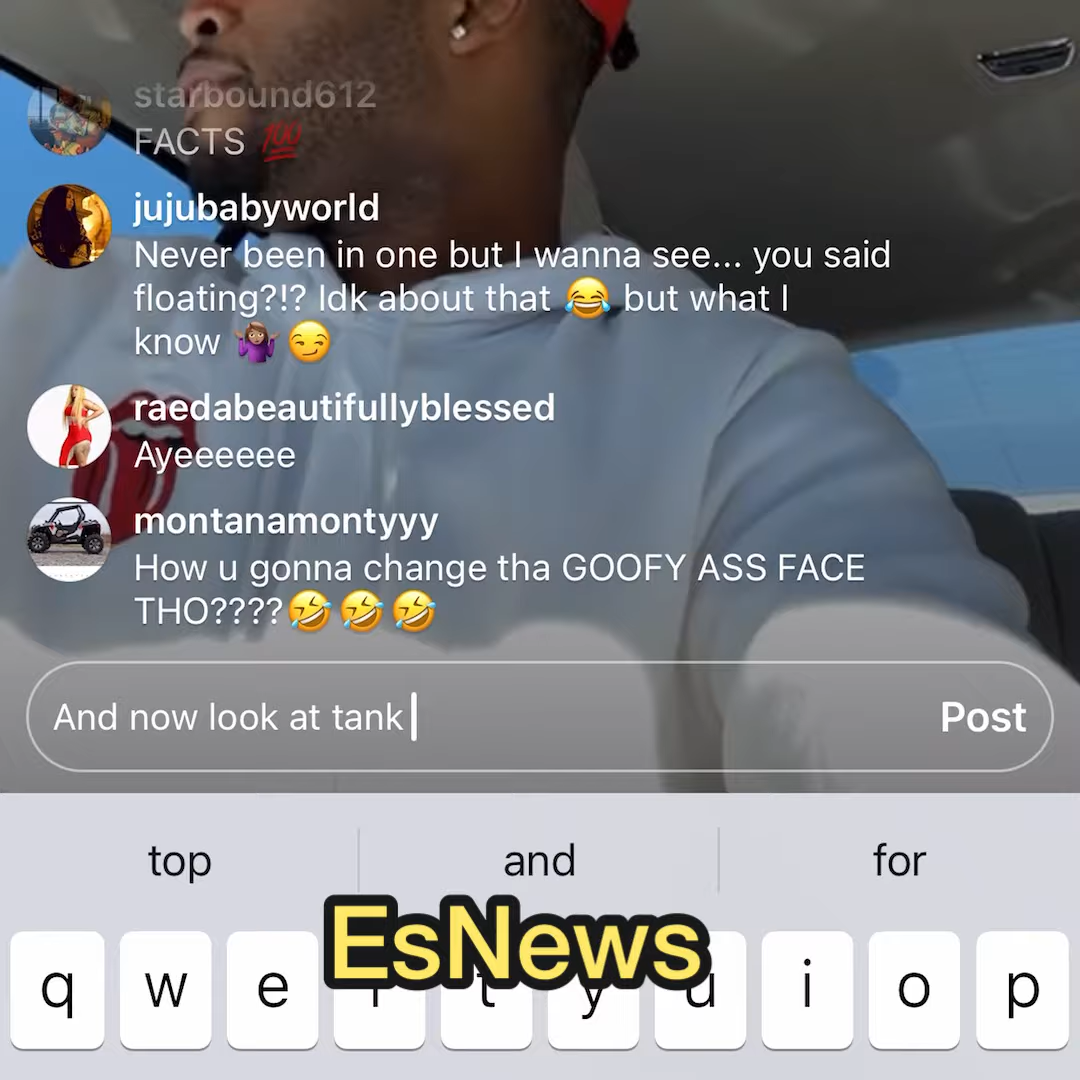 starbound612
FACTS 💯
jujubabyworld
Never been in one but I wanna see... you said
floating?!? Idk about that 😂 but what I
know 🤷🏽‍♀️ 😏
raedabeautifullyblessed
Ayeeeeee
montanamontyyy
How u gonna change tha GOOFY ASS FACE
THO????🤣🤣🤣
And now look at tank
Post
top and for
EsNews
q w e r t y u i o p